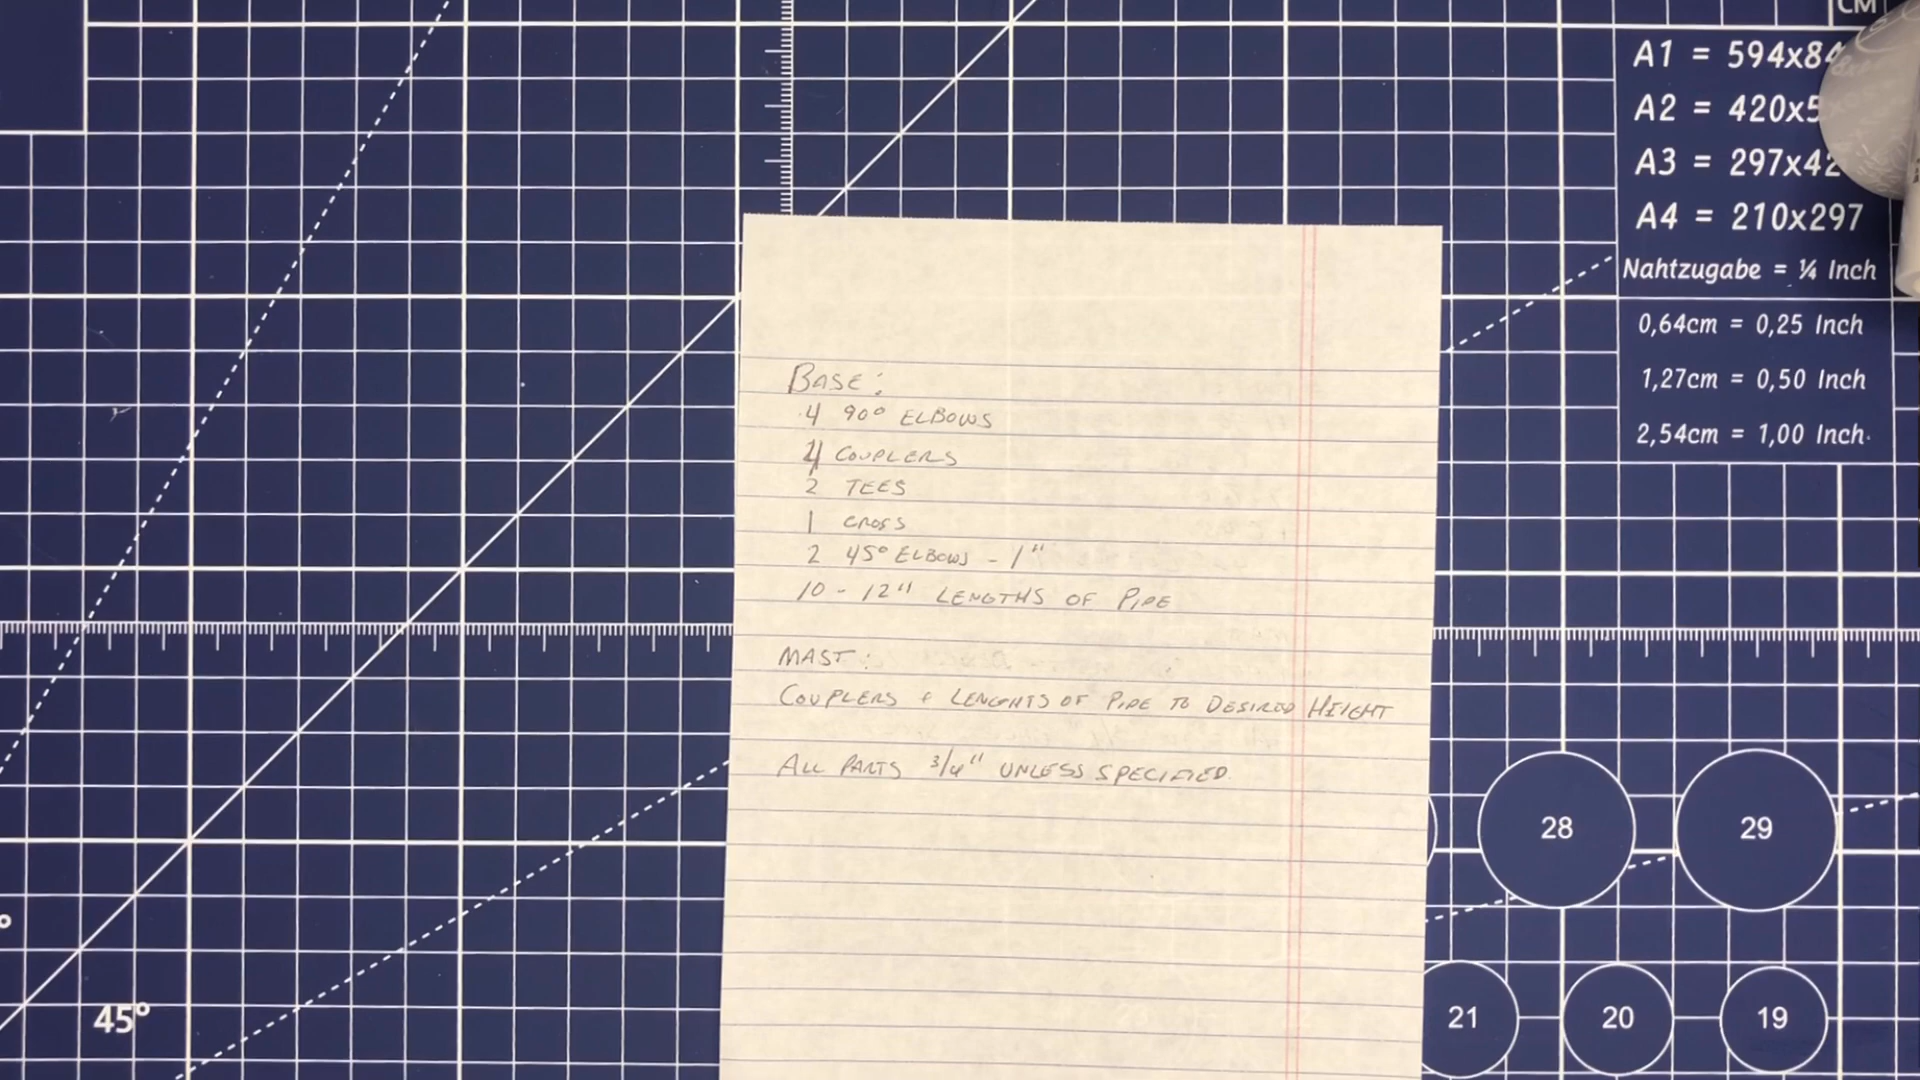 CM
A1 = 594x84
A2 = 420x5
A3 = 297x42
A4 = 210x297
Nahtzugabe = ¼ Inch
0,64cm = 0,25 Inch
1,27cm = 0,50 Inch
2,54cm = 1,00 Inch
BASE:
4 90° ELBOWS
4 COUPLERS
2 TEES
1 CROSS
2 45° ELBOWS - 1"
10 - 12" LENGTHS OF PIPE
MAST:
COUPLERS + LENGHTS OF PIPE TO DESIRED HEIGHT
ALL PARTS 3/4" UNLESS SPECIFIED
28
29
21
20
19
45°